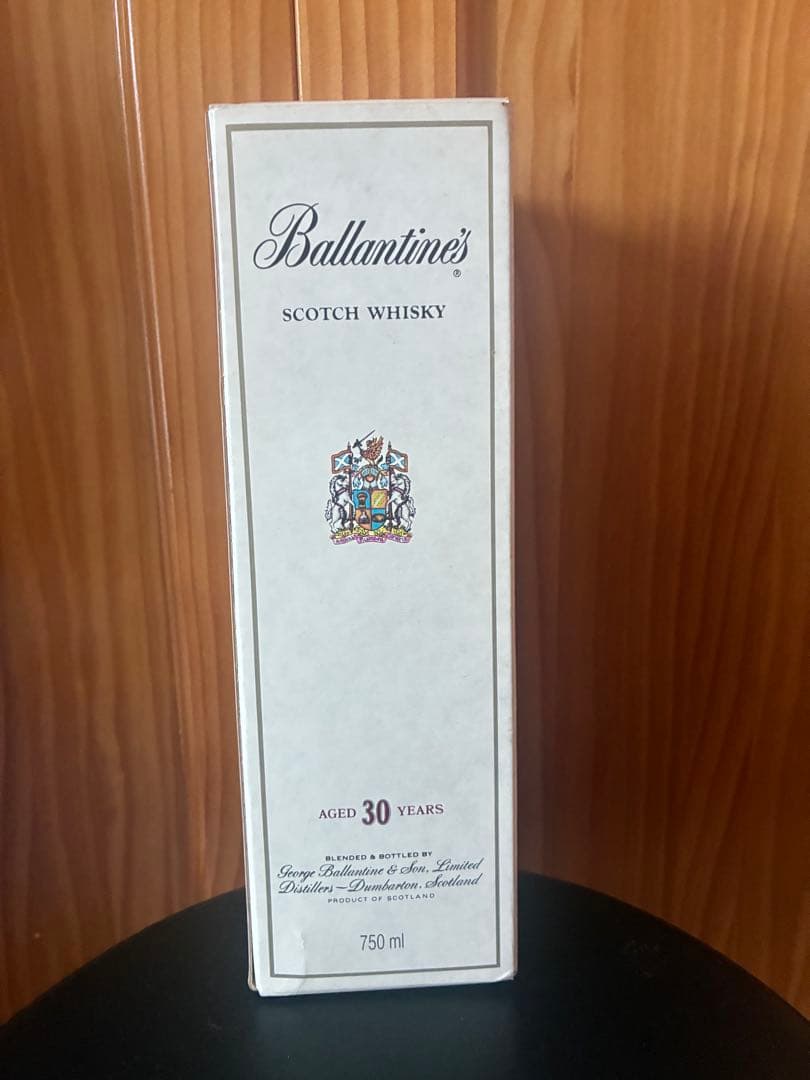 Ballantine's
®
SCOTCH WHISKY
AGED 30 YEARS
BLENDED & BOTTLED BY
George Ballantine & Son, Limited
Distillers – Dumbarton, Scotland
PRODUCT OF SCOTLAND
750 ml